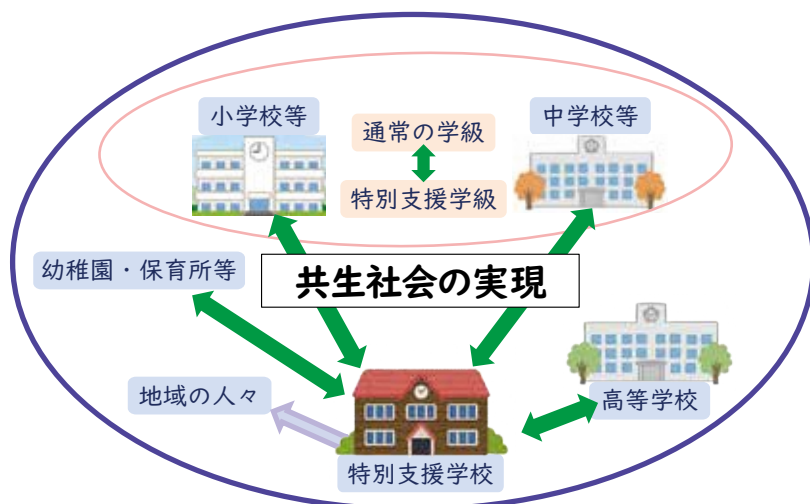 小学校等
通常の学級
中学校等
特別支援学級
幼稚園・保育所等
共生社会の実現
地域の人々
高等学校
特別支援学校